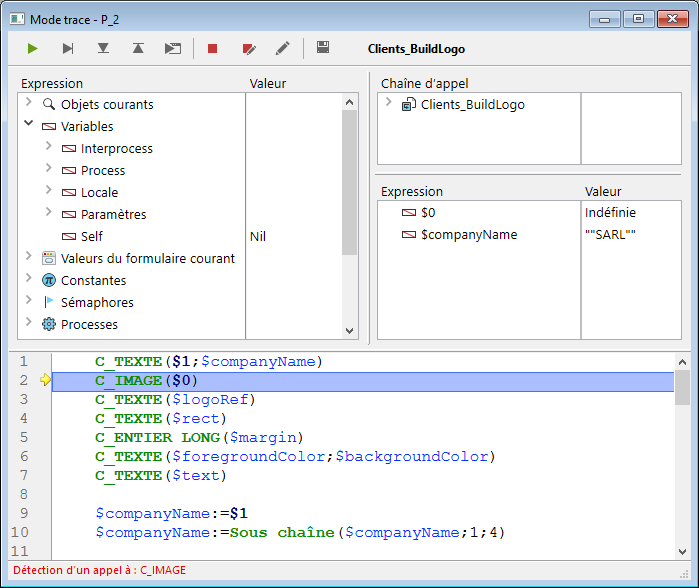 Mode trace - P_2
Clients_BuildLogo
Expression Valeur
Objets courants
Variables
Interprocess
Process
Locale
Paramètres
Self Nil
Valeurs du formulaire courant
Constantes
Sémaphores
Processes
Chaîne d'appel
Clients_BuildLogo
Expression Valeur
$0 Indéfinie
$companyName ""SARL""
1 C_TEXTE($1;$companyName)
2 C_IMAGE($0)
3 C_TEXTE($logoRef)
4 C_TEXTE($rect)
5 C_ENTIER LONG($margin)
6 C_TEXTE($foregroundColor;$backgroundColor)
7 C_TEXTE($text)
8
9 $companyName:=$1
10 $companyName:=Sous chaîne($companyName;1;4)
11
Détection d'un appel à : C_IMAGE